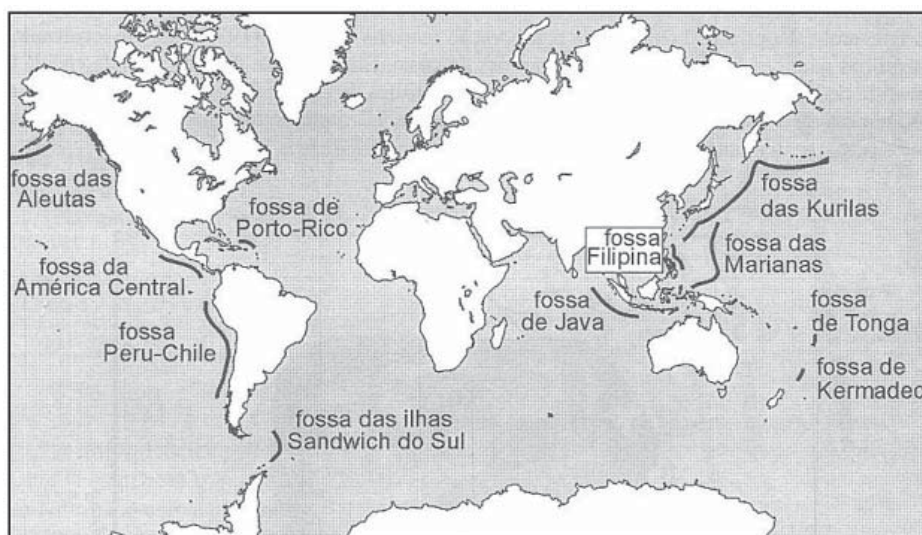 fossa das
Aleutas
fossa de
Porto-Rico
fossa da
América Central
fossa
Peru-Chile
fossa das ilhas
Sandwich do Sul
fossa
das Kurilas
fossa
Filipina
fossa das
Marianas
fossa
de Java
fossa
de Tonga
fossa de
Kermadec